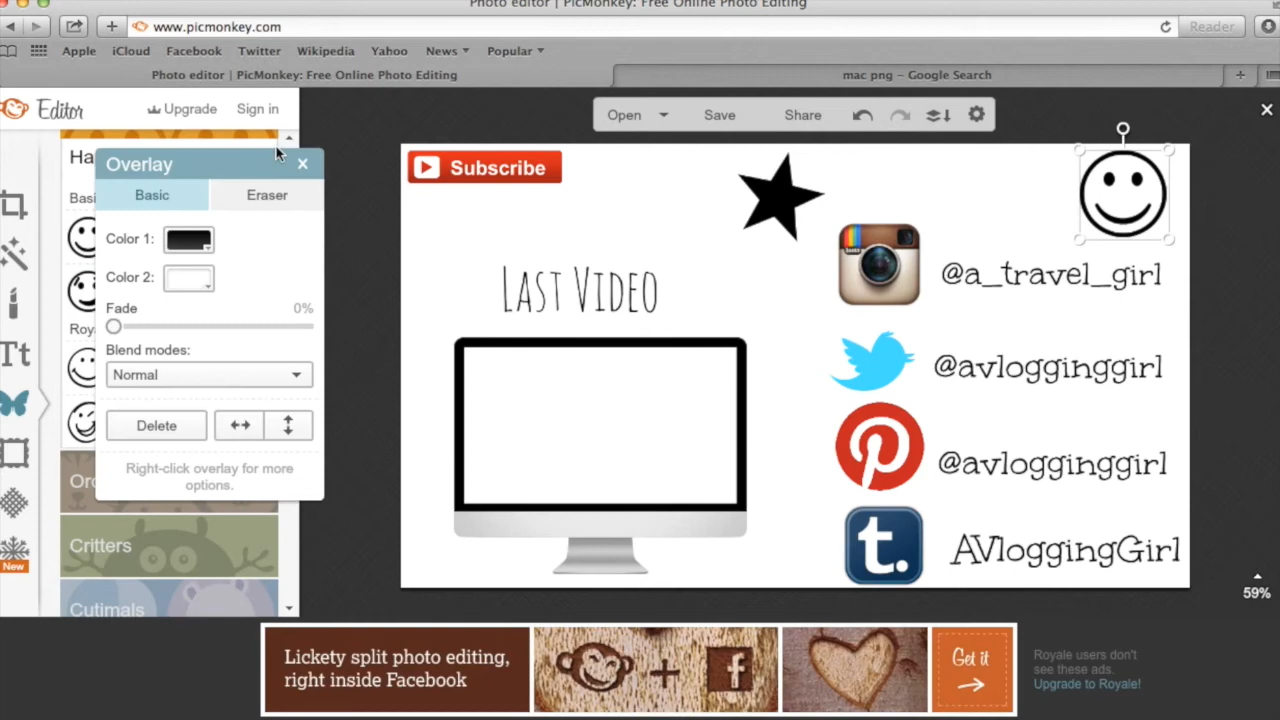 Photo editor | PicMonkey: Free Online Photo Editing
www.picmonkey.com
Reader
Apple iCloud Facebook Twitter Wikipedia Yahoo News Popular
Photo editor | PicMonkey: Free Online Photo Editing
mac png – Google Search
Editor
Upgrade
Sign in
Open
Save
Share
Ha
Overlay
Basic
Eraser
Basi
Color 1:
Color 2:
Fade
0%
Roy
Blend modes:
Normal
Delete
Right-click overlay for more
options.
Tt
Critters
Cutimals
New
Subscribe
Last Video
@a_travel_girl
@avlogginggirl
@avlogginggirl
t.
AVloggingGirl
59%
Lickety split photo editing,
right inside Facebook
+ f
Get it
Royale users don't
see these ads.
Upgrade to Royale!